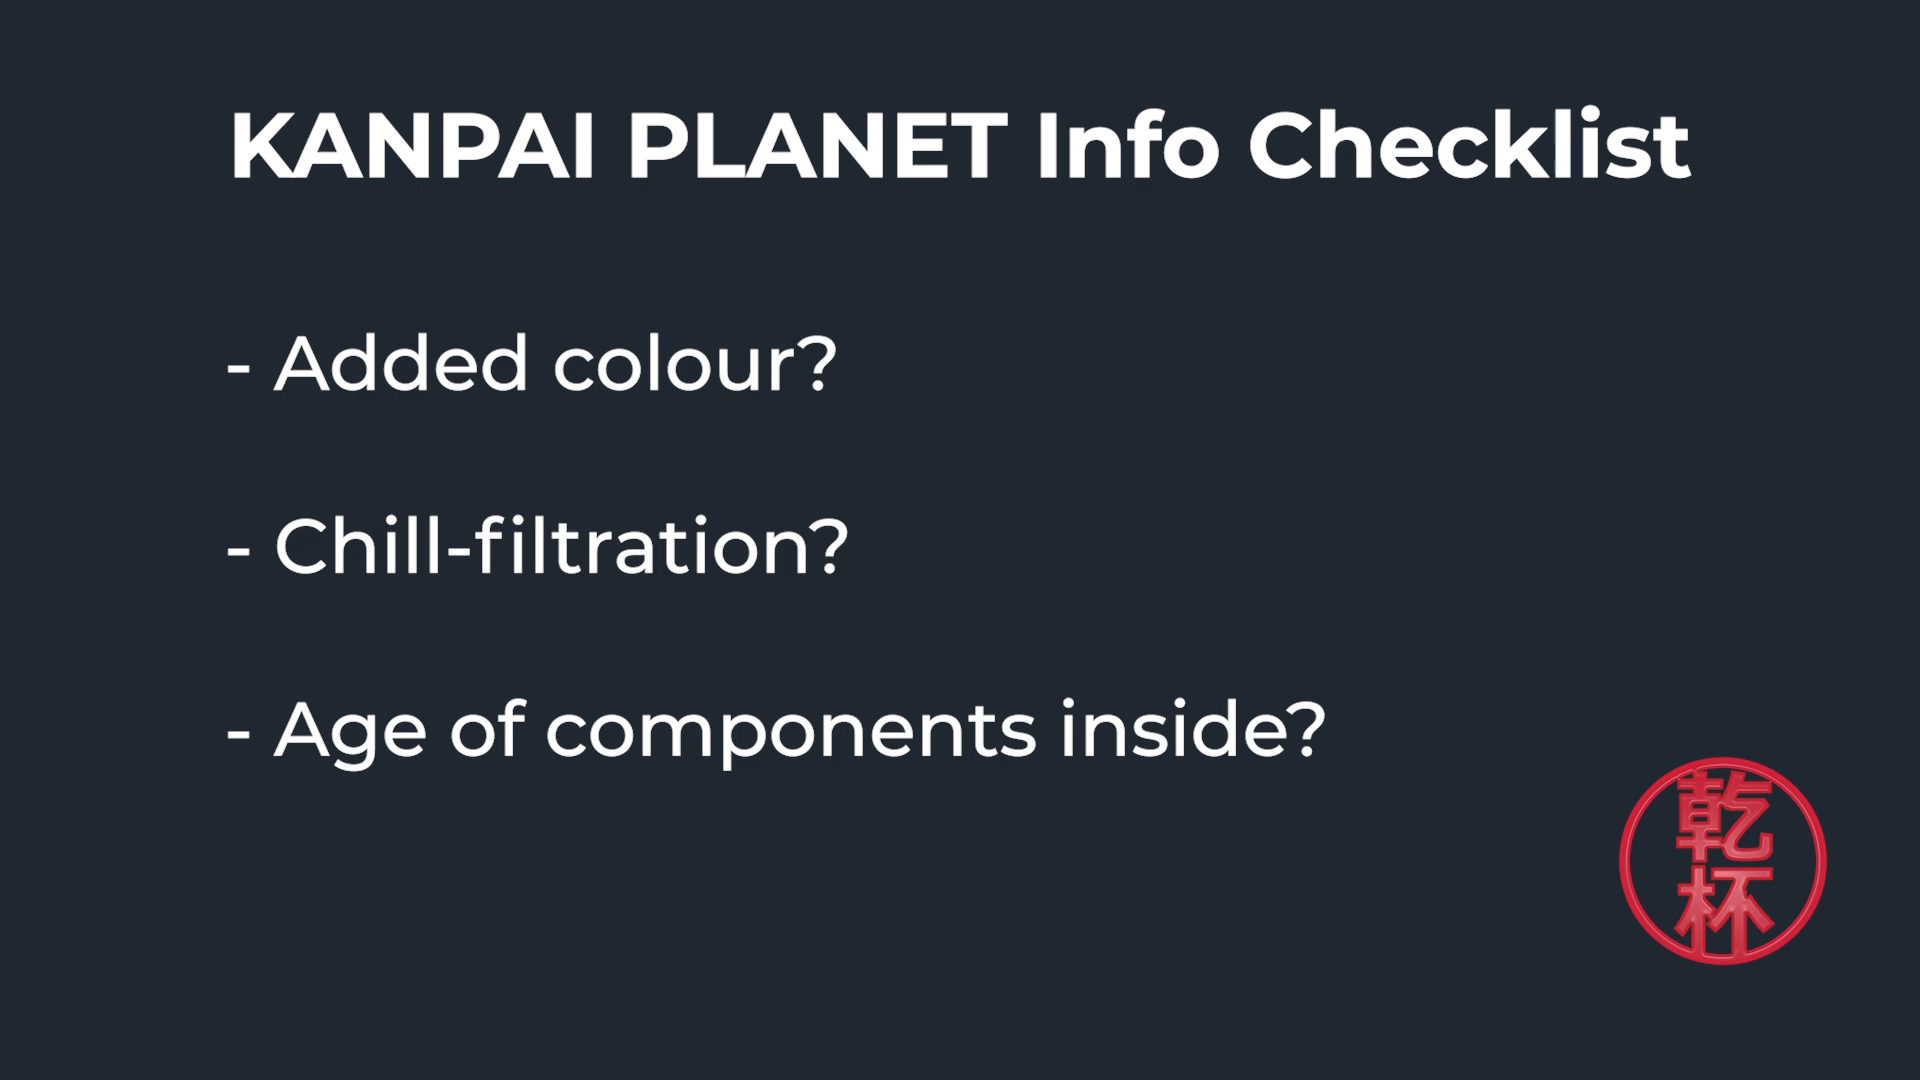 KANPAI PLANET Info Checklist
- Added colour?
- Chill-filtration?
- Age of components inside?
乾
杯